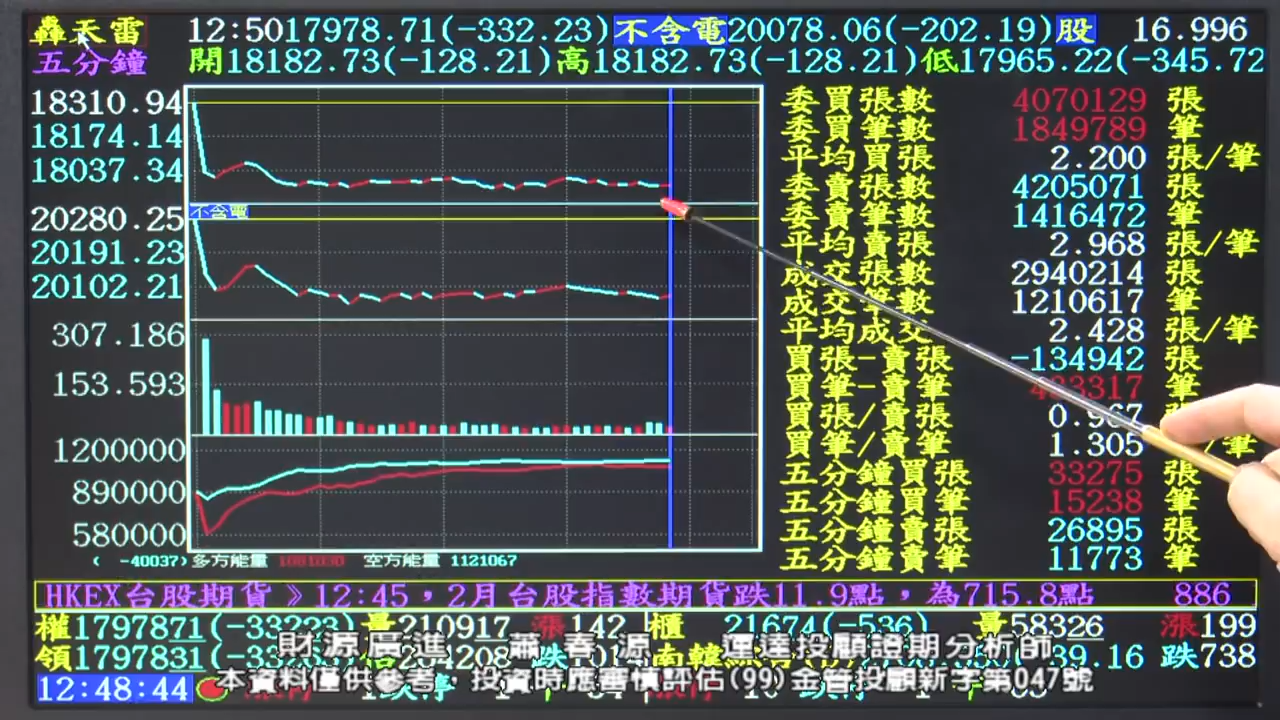 轟天雷 12:50 17978.71(-332.23) 不含電 20078.06(-202.19) 股 16.996
五分鐘 開18182.73(-128.21)高18182.73(-128.21)低17965.22(-345.72
18310.94
18174.14
18037.34
不含電
20280.25
20191.23
20102.21
307.186
153.593
1200000
890000
580000
( -40037) 多方能量 1081030 空方能量 1121067
委買張數 4070129 張
委買筆數 1849789 筆
平均買張 2.200 張/筆
委賣張數 4205071 張
委賣筆數 1416472 筆
平均賣張 2.968 張/筆
成交張數 2940214 張
成交筆數 1210617 筆
平均成交 2.428 張/筆
買張-賣張 -134942 張
買筆-賣筆 433317 筆
買張/賣張 0.967
買筆/賣筆 1.305 /筆
五分鐘買張 33275 張
五分鐘買筆 15238 筆
五分鐘賣張 26895 張
五分鐘賣筆 11773 筆
HKEX台股期貨》12:45，2月台股指數期貨跌11.9點，為715.8點 886
權1797871(-33223)量210917 漲142 櫃 21674(-536) 量58326 漲199
財源廣進 蕭春源 運達投顧證期分析師
領1797831 跌 南韓綜合 39.16 跌738
本資料僅供參考，投資時應審慎評估(99)金管投顧新字第047號
12:48:44